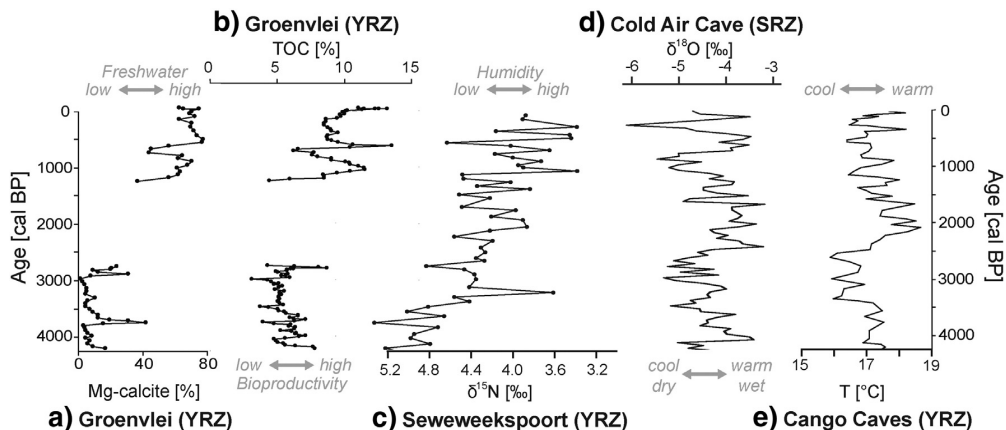 b) Groenvlei (YRZ)
TOC [%]
0 5 10 15
d) Cold Air Cave (SRZ)
δ¹⁸O [‰]
-6 -5 -4 -3
Freshwater
low high
Humidity
low high
cool warm
Age [cal BP]
0
1000
2000
3000
4000
0
1000
2000
3000
4000
Age [cal BP]
0 40 80
Mg-calcite [%]
low high
Bioproductivity
5.2 4.8 4.4 4.0 3.6 3.2
δ¹⁵N [‰]
cool warm
dry wet
15 17 19
T [°C]
a) Groenvlei (YRZ)
c) Seweweekspoort (YRZ)
e) Cango Caves (YRZ)